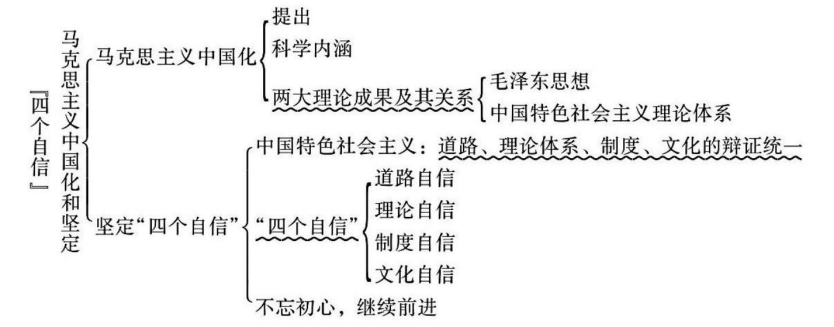 马克思主义中国化和坚定
『四个自信』
马克思主义中国化
提出
科学内涵
两大理论成果及其关系
毛泽东思想
中国特色社会主义理论体系
坚定“四个自信”
中国特色社会主义：道路、理论体系、制度、文化的辩证统一
“四个自信”
道路自信
理论自信
制度自信
文化自信
不忘初心，继续前进